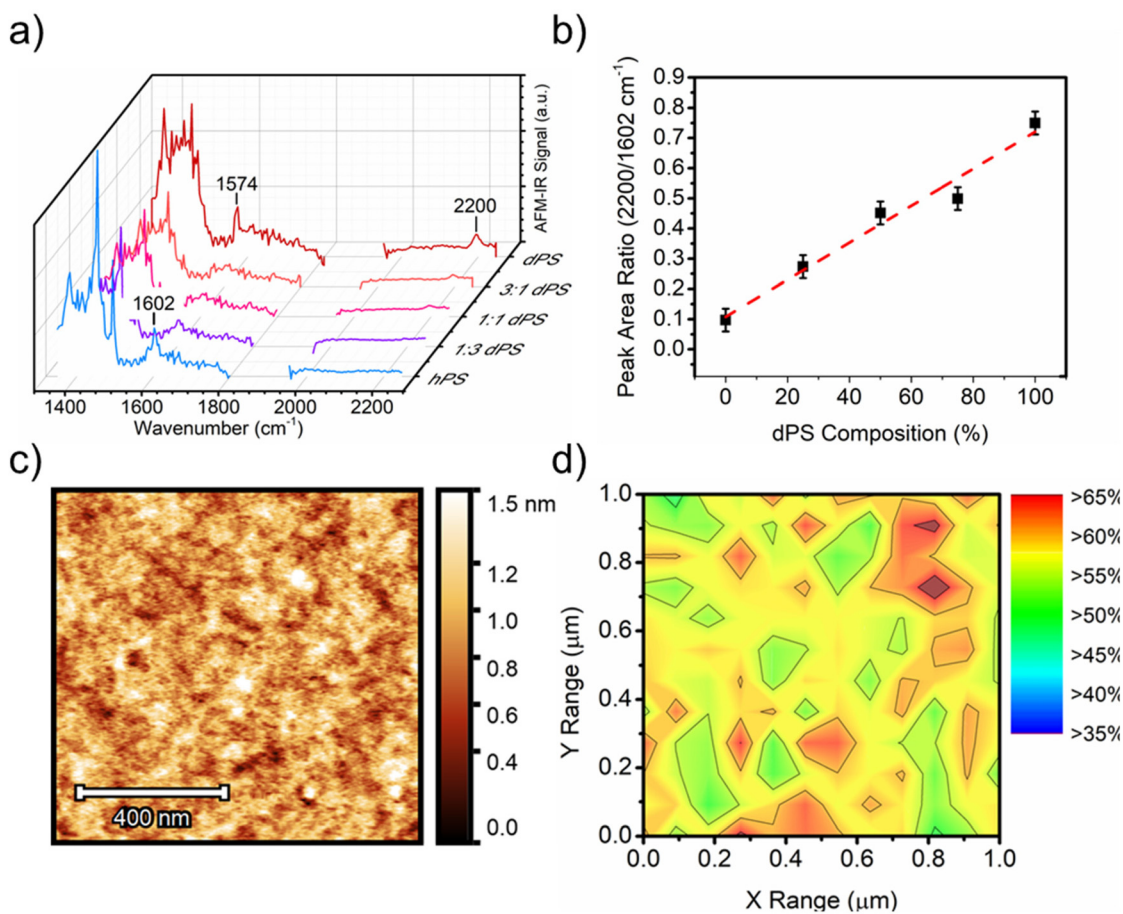 a)
AFM-IR Signal (a.u.)
1574
2200
1602
dPS
3:1 dPS
1:1 dPS
1:3 dPS
hPS
1400 1600 1800 2000 2200
Wavenumber (cm⁻¹)
b)
Peak Area Ratio (2200/1602 cm⁻¹)
0.9
0.8
0.7
0.6
0.5
0.4
0.3
0.2
0.1
0.0
0 20 40 60 80 100
dPS Composition (%)
c)
400 nm
1.5 nm
1.2
1.0
0.8
0.6
0.4
0.0
d)
Y Range (μm)
1.0
0.8
0.6
0.4
0.2
0.0
0.0 0.2 0.4 0.6 0.8 1.0
X Range (μm)
>65%
>60%
>55%
>50%
>45%
>40%
>35%